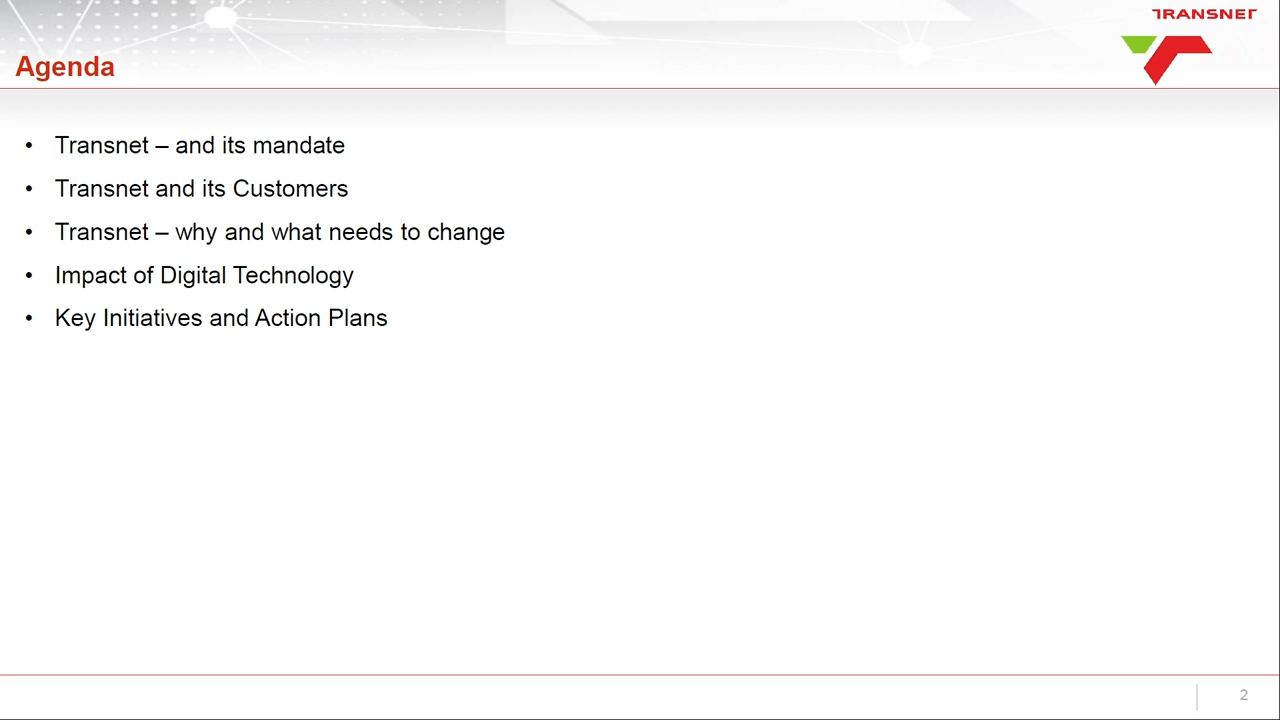 TRANSNET
Agenda
• Transnet – and its mandate
• Transnet and its Customers
• Transnet – why and what needs to change
• Impact of Digital Technology
• Key Initiatives and Action Plans
2